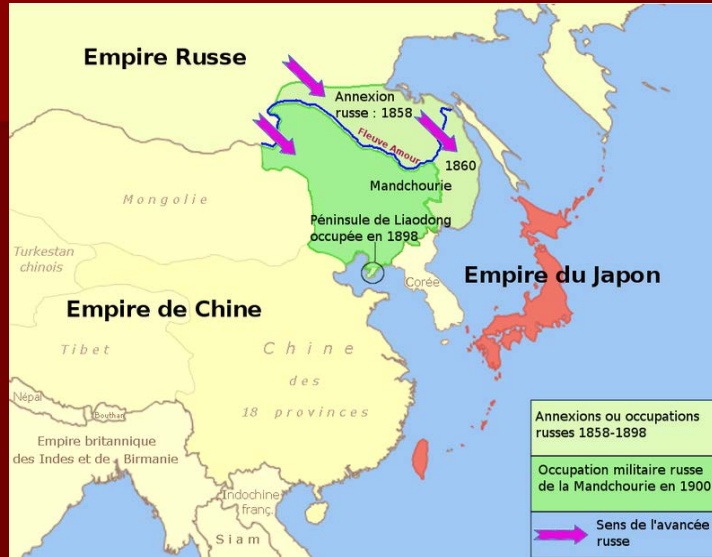 Empire Russe
Annexion
russe : 1858
Fleuve Amour
1860
Mandchourie
Mongolie
Péninsule de Liaodong
occupée en 1898
Turkestan
chinois
Corée
Empire du Japon
Empire de Chine
Tibet
Chine
des
18 provinces
Népal
Bouthan
Empire britannique
des Indes et de Birmanie
Indochine
franç.
Siam
Annexions ou occupations
russes 1858-1898
Occupation militaire russe
de la Mandchourie en 1900
Sens de l'avancée
russe